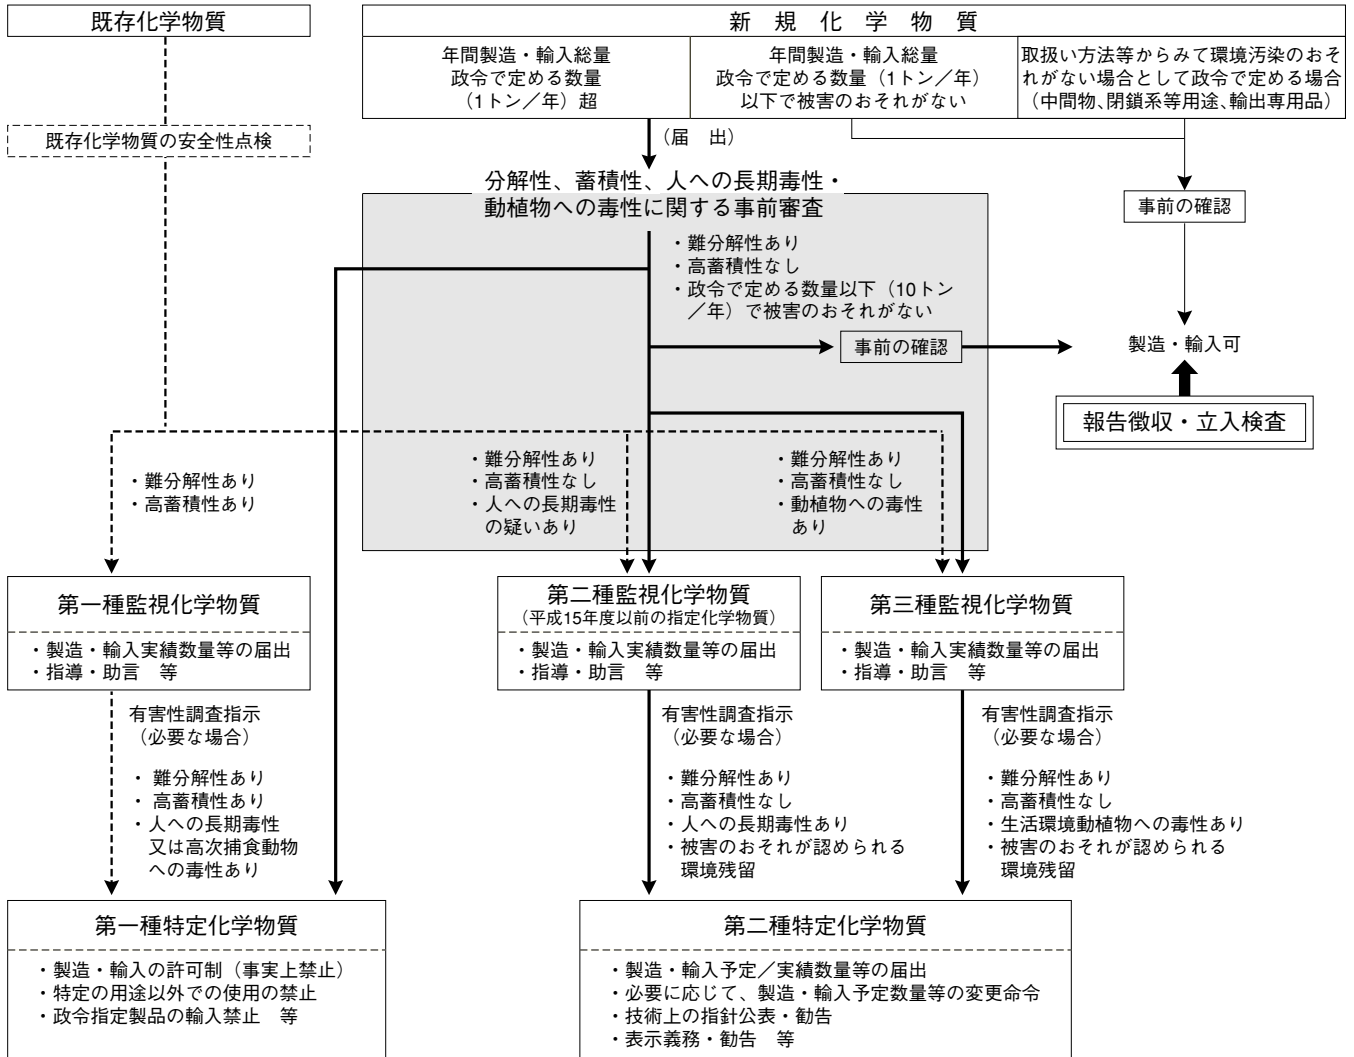 既存化学物質
新規化学物質
年間製造・輸入総量
政令で定める数量
（1トン／年）超
年間製造・輸入総量
政令で定める数量（1トン／年）
以下で被害のおそれがない
取扱い方法等からみて環境汚染のおそ
れがない場合として政令で定める場合
（中間物、閉鎖系等用途、輸出専用品）
既存化学物質の安全性点検
（届　出）
分解性、蓄積性、人への長期毒性・
動植物への毒性に関する事前審査
事前の確認
・難分解性あり
・高蓄積性なし
・政令で定める数量以下（10トン
／年）で被害のおそれがない
事前の確認
製造・輸入可
報告徴収・立入検査
・難分解性あり
・高蓄積性あり
・難分解性あり
・高蓄積性なし
・人への長期毒性
の疑いあり
・難分解性あり
・高蓄積性なし
・動植物への毒性
あり
第一種監視化学物質
・製造・輸入実績数量等の届出
・指導・助言　等
第二種監視化学物質
（平成15年度以前の指定化学物質）
・製造・輸入実績数量等の届出
・指導・助言　等
第三種監視化学物質
・製造・輸入実績数量等の届出
・指導・助言　等
有害性調査指示
（必要な場合）
・難分解性あり
・高蓄積性あり
・人への長期毒性
又は高次捕食動物
への毒性あり
有害性調査指示
（必要な場合）
・難分解性あり
・高蓄積性なし
・人への長期毒性あり
・被害のおそれが認められる
環境残留
有害性調査指示
（必要な場合）
・難分解性あり
・高蓄積性なし
・生活環境動植物への毒性あり
・被害のおそれが認められる
環境残留
第一種特定化学物質
・製造・輸入の許可制（事実上禁止）
・特定の用途以外での使用の禁止
・政令指定製品の輸入禁止　等
第二種特定化学物質
・製造・輸入予定／実績数量等の届出
・必要に応じて、製造・輸入予定数量等の変更命令
・技術上の指針公表・勧告
・表示義務・勧告　等